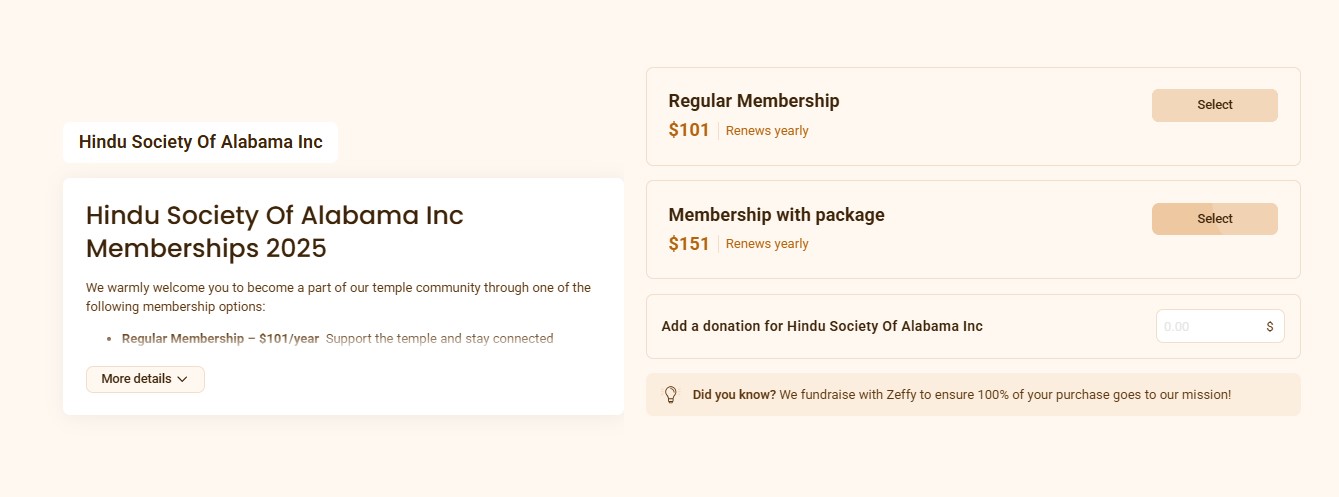 Hindu Society Of Alabama Inc
Hindu Society Of Alabama Inc
Memberships 2025
We warmly welcome you to become a part of our temple community through one of the
following membership options:
• Regular Membership – $101/year Support the temple and stay connected
More details
Regular Membership
$101 Renews yearly
Select
Membership with package
$151 Renews yearly
Select
Add a donation for Hindu Society Of Alabama Inc
0.00 $
Did you know? We fundraise with Zeffy to ensure 100% of your purchase goes to our mission!